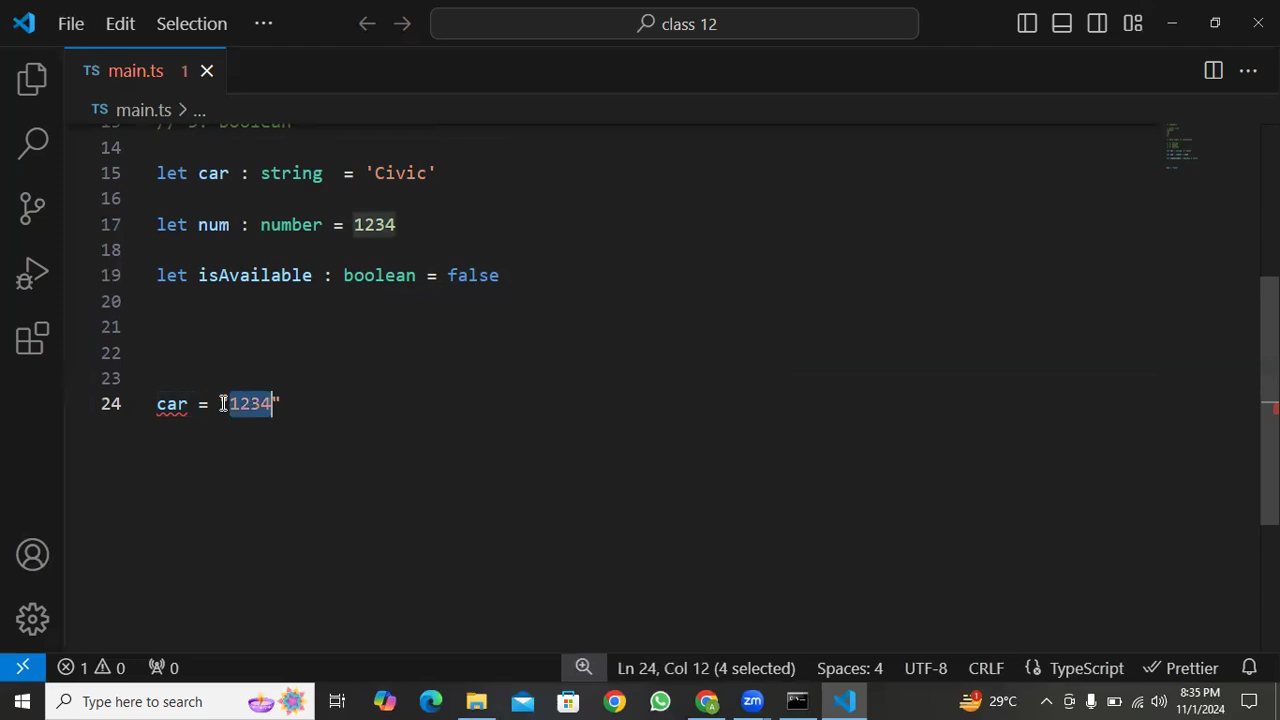 File Edit Selection ··· class 12
TS main.ts 1
TS main.ts > ...
14
15 let car : string  = 'Civic'
16
17 let num : number = 1234
18
19 let isAvailable : boolean = false
20
21
22
23
24 car = "1234"
1 0 0 Ln 24, Col 12 (4 selected) Spaces: 4 UTF-8 CRLF TypeScript Prettier
Type here to search 29°C 8:35 PM
11/1/2024